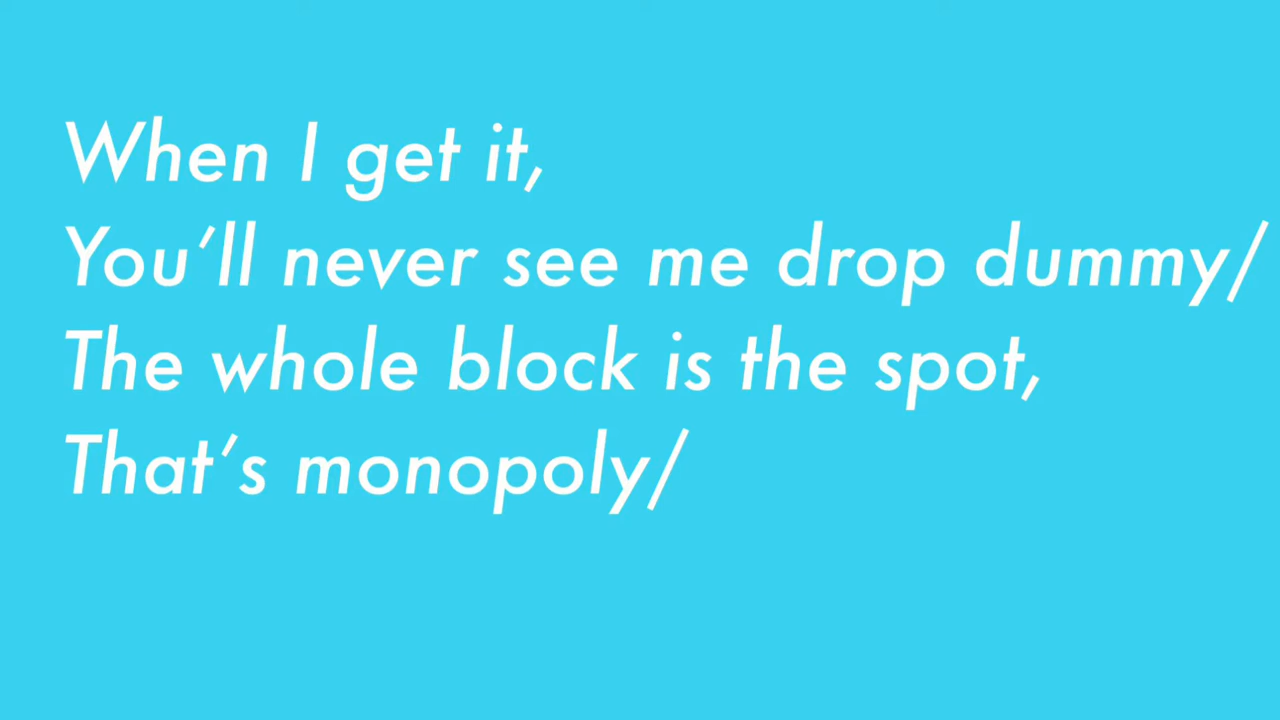 When I get it,
You’ll never see me drop dummy/
The whole block is the spot,
That’s monopoly/